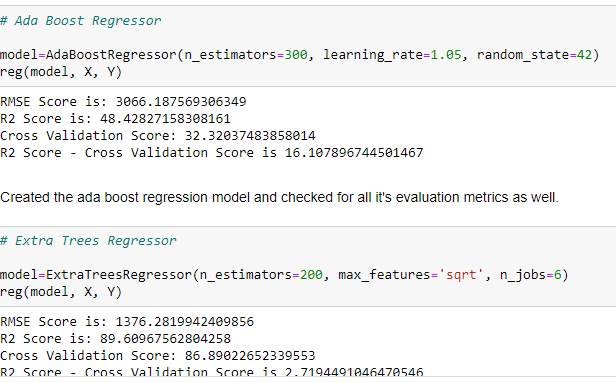 # Ada Boost Regressor
model=AdaBoostRegressor(n_estimators=300, learning_rate=1.05, random_state=42)
reg(model, X, Y)
RMSE Score is: 3066.187569306349
R2 Score is: 48.42827158308161
Cross Validation Score: 32.32037483858014
R2 Score - Cross Validation Score is 16.107896744501467
Created the ada boost regression model and checked for all it's evaluation metrics as well.
# Extra Trees Regressor
model=ExtraTreesRegressor(n_estimators=200, max_features='sqrt', n_jobs=6)
reg(model, X, Y)
RMSE Score is: 1376.2819942409856
R2 Score is: 89.60967562804258
Cross Validation Score: 86.89022652339553
R2 Score - Cross Validation Score is 2.7194491046470546